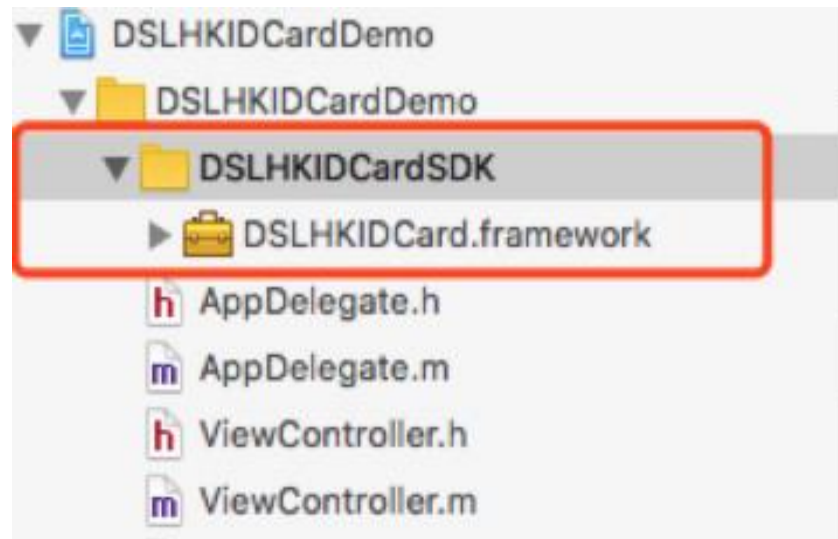 DSLHKIDCardDemo
DSLHKIDCardDemo
DSLHKIDCardSDK
DSLHKIDCard.framework
h AppDelegate.h
m AppDelegate.m
h ViewController.h
m ViewController.m